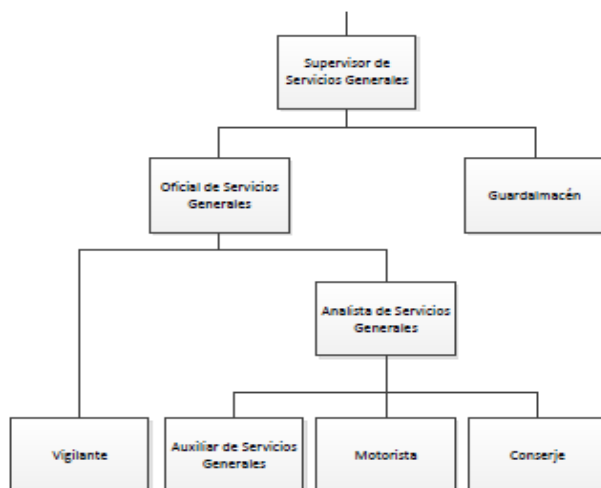 Supervisor de
Servicios Generales
Oficial de Servicios
Generales
Guardalmacén
Analista de Servicios
Generales
Vigilante
Auxiliar de Servicios
Generales
Motorista
Conserje